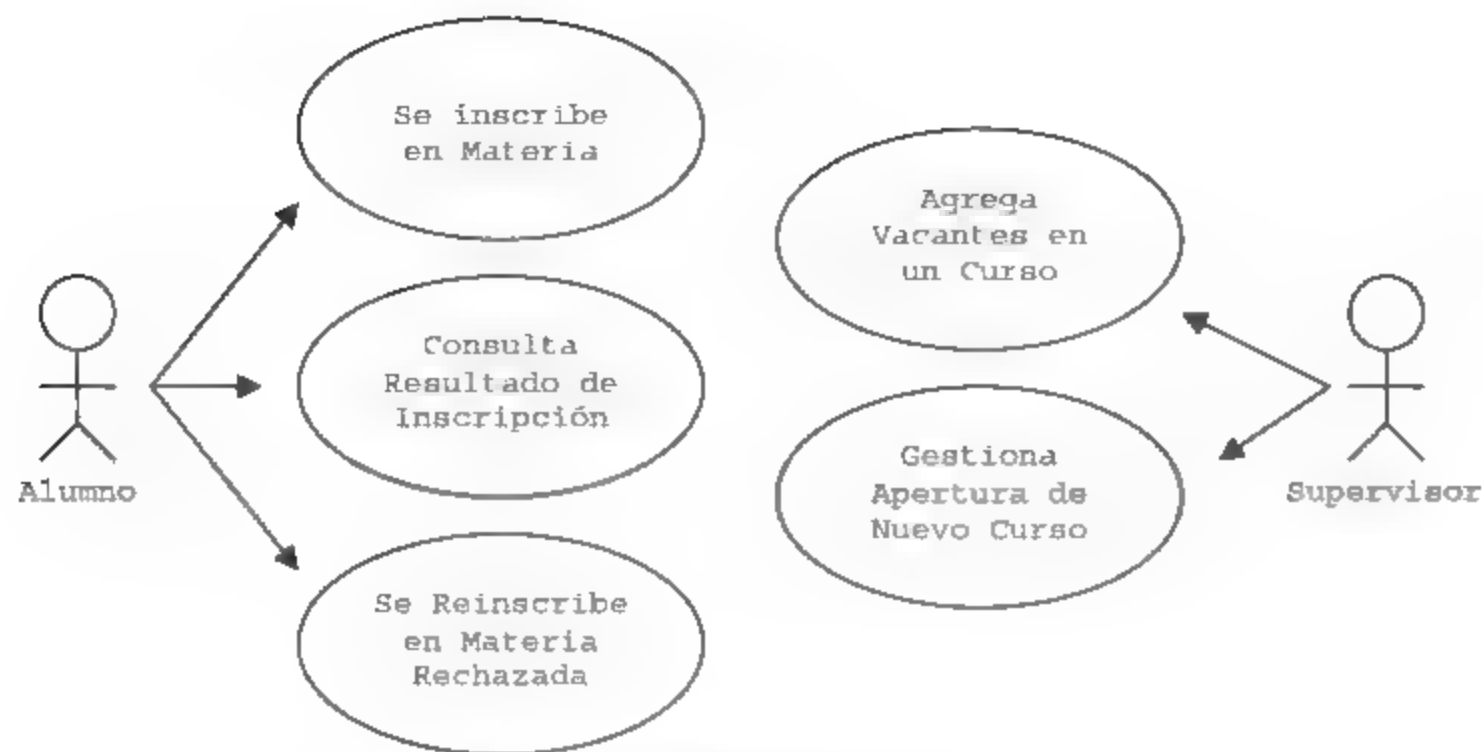 Se inscribe
en Materia
Agrega
Vacantes en
un Curso
Consulta
Resultado de
Inscripción
Gestiona
Apertura de
Nuevo Curso
Alumno
Supervisor
Se Reinscribe
en Materia
Rechazada